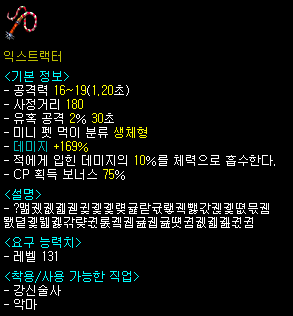 익스트랙터
<기본 정보>
- 공격력 16~19(1.20초)
- 사정거리 180
- 유혹 공격 2% 30초
- 미니 펫 먹이 분류 생체형
- 데미지 +169%
- 적에게 입힌 데미지의 10%를 체력으로 흡수한다.
- CP 획득 보너스 75%
<설명>
<요구 능력치>
- 레벨 131
<착용/사용 가능한 직업>
- 강신술사
- 악마